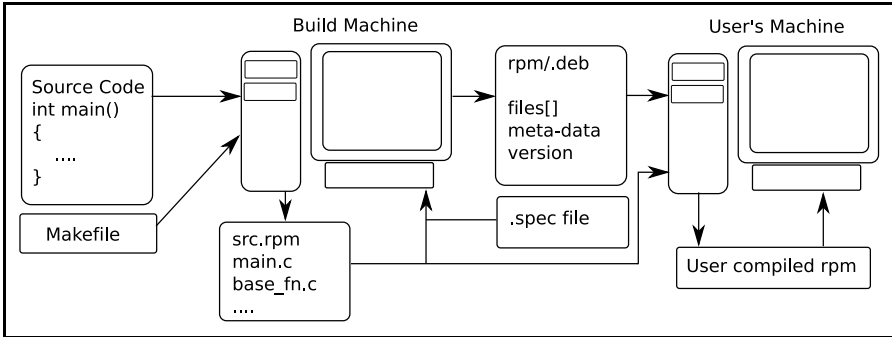 Build Machine
User's Machine
Source Code
int main()
{
....
}
Makefile
rpm/.deb
files[]
meta-data
version
.spec file
src.rpm
main.c
base_fn.c
....
User compiled rpm